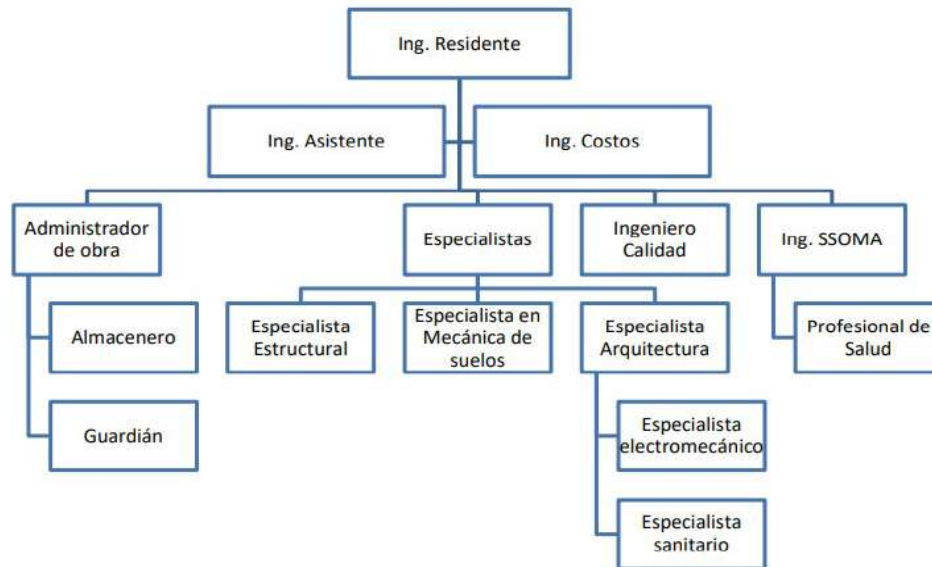 Ing. Residente
Ing. Asistente
Ing. Costos
Administrador
de obra
Especialistas
Ingeniero
Calidad
Ing. SSOMA
Almacenero
Guardián
Especialista
Estructural
Especialista en
Mecánica de
suelos
Especialista
Arquitectura
Especialista
electromecánico
Especialista
sanitario
Profesional de
Salud